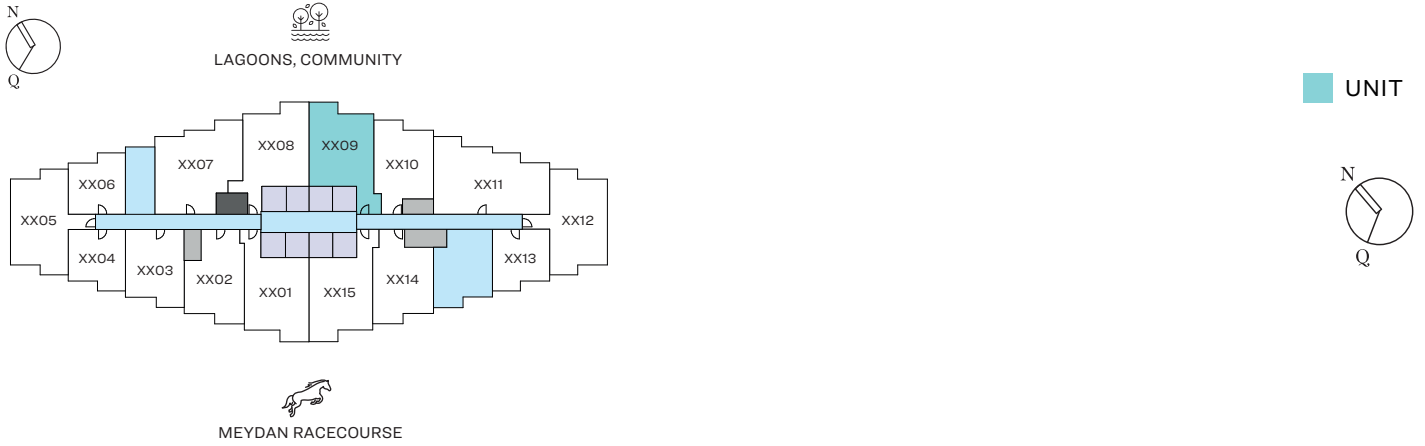 N
Q
LAGOONS, COMMUNITY
UNIT
XX08
XX09
XX07
XX10
XX06
XX11
XX05
XX12
XX04
XX03
XX02
XX01
XX15
XX14
XX13
N
Q
MEYDAN RACECOURSE